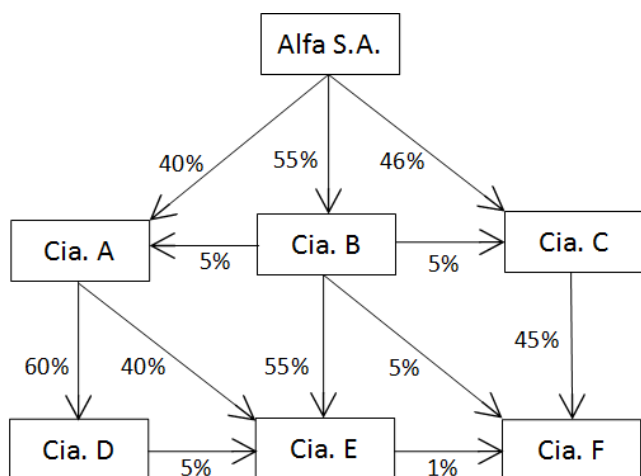 Alfa S.A.
40%
55%
46%
Cia. A
5%
Cia. B
5%
Cia. C
60%
40%
55%
5%
45%
Cia. D
5%
Cia. E
1%
Cia. F